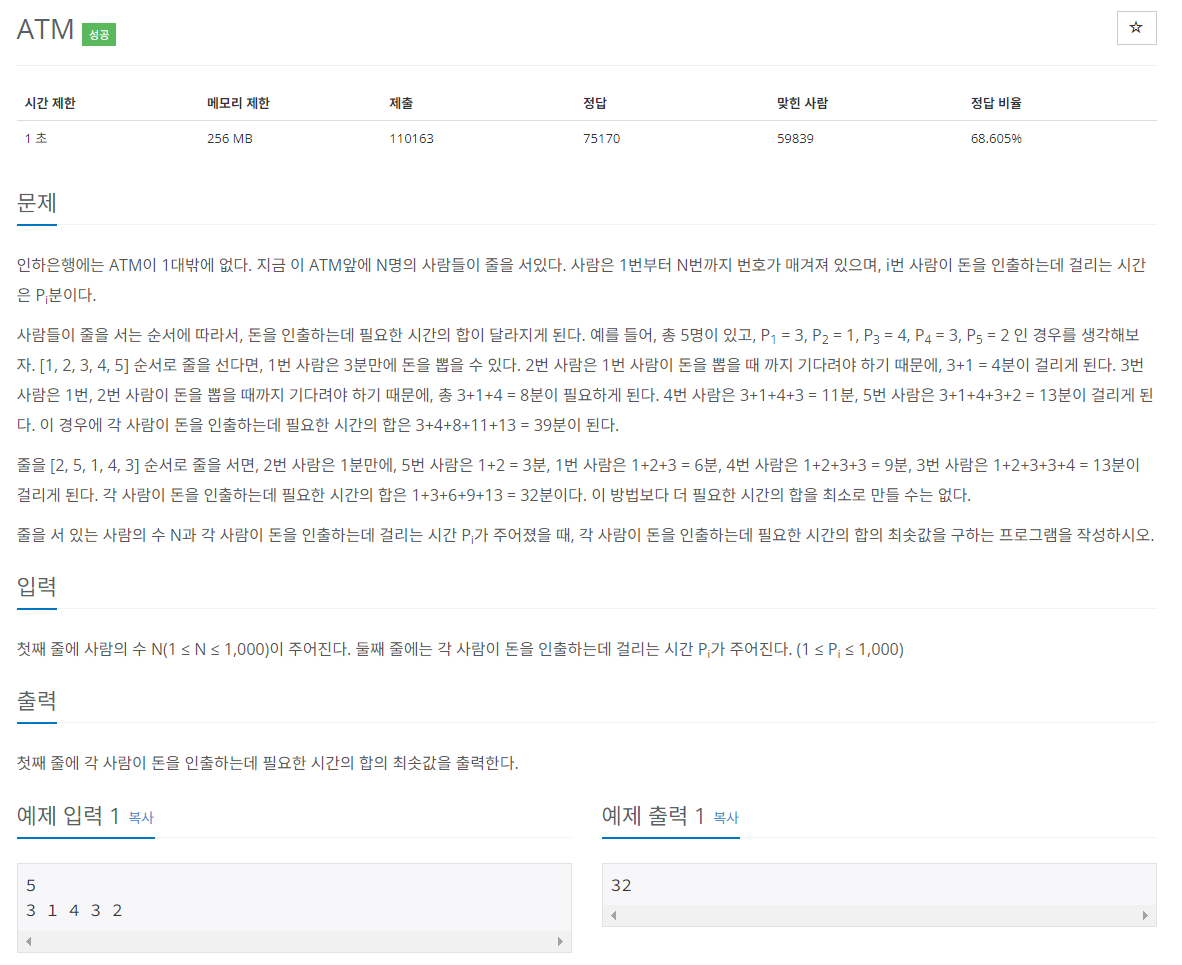 ATM 성공
☆
시간 제한 메모리 제한 제출 정답 맞힌 사람 정답 비율
1 초 256 MB 110163 75170 59839 68.605%
문제
인하은행에는 ATM이 1대밖에 없다. 지금 이 ATM앞에 N명의 사람들이 줄을 서있다. 사람은 1번부터 N번까지 번호가 매겨져 있으며, i번 사람이 돈을 인출하는데 걸리는 시간
은 Pi분이다.
사람들이 줄을 서는 순서에 따라서, 돈을 인출하는데 필요한 시간의 합이 달라지게 된다. 예를 들어, 총 5명이 있고, P1 = 3, P2 = 1, P3 = 4, P4 = 3, P5 = 2 인 경우를 생각해보
자. [1, 2, 3, 4, 5] 순서로 줄을 선다면, 1번 사람은 3분만에 돈을 뽑을 수 있다. 2번 사람은 1번 사람이 돈을 뽑을 때 까지 기다려야 하기 때문에, 3+1 = 4분이 걸리게 된다. 3번
사람은 1번, 2번 사람이 돈을 뽑을 때까지 기다려야 하기 때문에, 총 3+1+4 = 8분이 필요하게 된다. 4번 사람은 3+1+4+3 = 11분, 5번 사람은 3+1+4+3+2 = 13분이 걸리게 된
다. 이 경우에 각 사람이 돈을 인출하는데 필요한 시간의 합은 3+4+8+11+13 = 39분이 된다.
줄을 [2, 5, 1, 4, 3] 순서로 줄을 서면, 2번 사람은 1분만에, 5번 사람은 1+2 = 3분, 1번 사람은 1+2+3 = 6분, 4번 사람은 1+2+3+3 = 9분, 3번 사람은 1+2+3+3+4 = 13분이
걸리게 된다. 각 사람이 돈을 인출하는데 필요한 시간의 합은 1+3+6+9+13 = 32분이다. 이 방법보다 더 필요한 시간의 합을 최소로 만들 수는 없다.
줄을 서 있는 사람의 수 N과 각 사람이 돈을 인출하는데 걸리는 시간 Pi가 주어졌을 때, 각 사람이 돈을 인출하는데 필요한 시간의 합의 최솟값을 구하는 프로그램을 작성하시오.
입력
첫째 줄에 사람의 수 N(1 ≤ N ≤ 1,000)이 주어진다. 둘째 줄에는 각 사람이 돈을 인출하는데 걸리는 시간 Pi가 주어진다. (1 ≤ Pi ≤ 1,000)
출력
첫째 줄에 각 사람이 돈을 인출하는데 필요한 시간의 합의 최솟값을 출력한다.
예제 입력 1 복사
5
3 1 4 3 2
예제 출력 1 복사
32